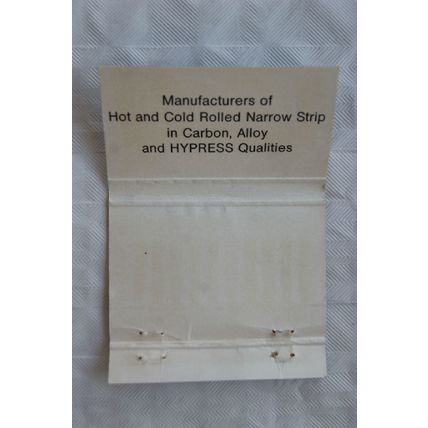 Manufacturers of
Hot and Cold Rolled Narrow Strip
in Carbon, Alloy
and HYPRESS Qualities